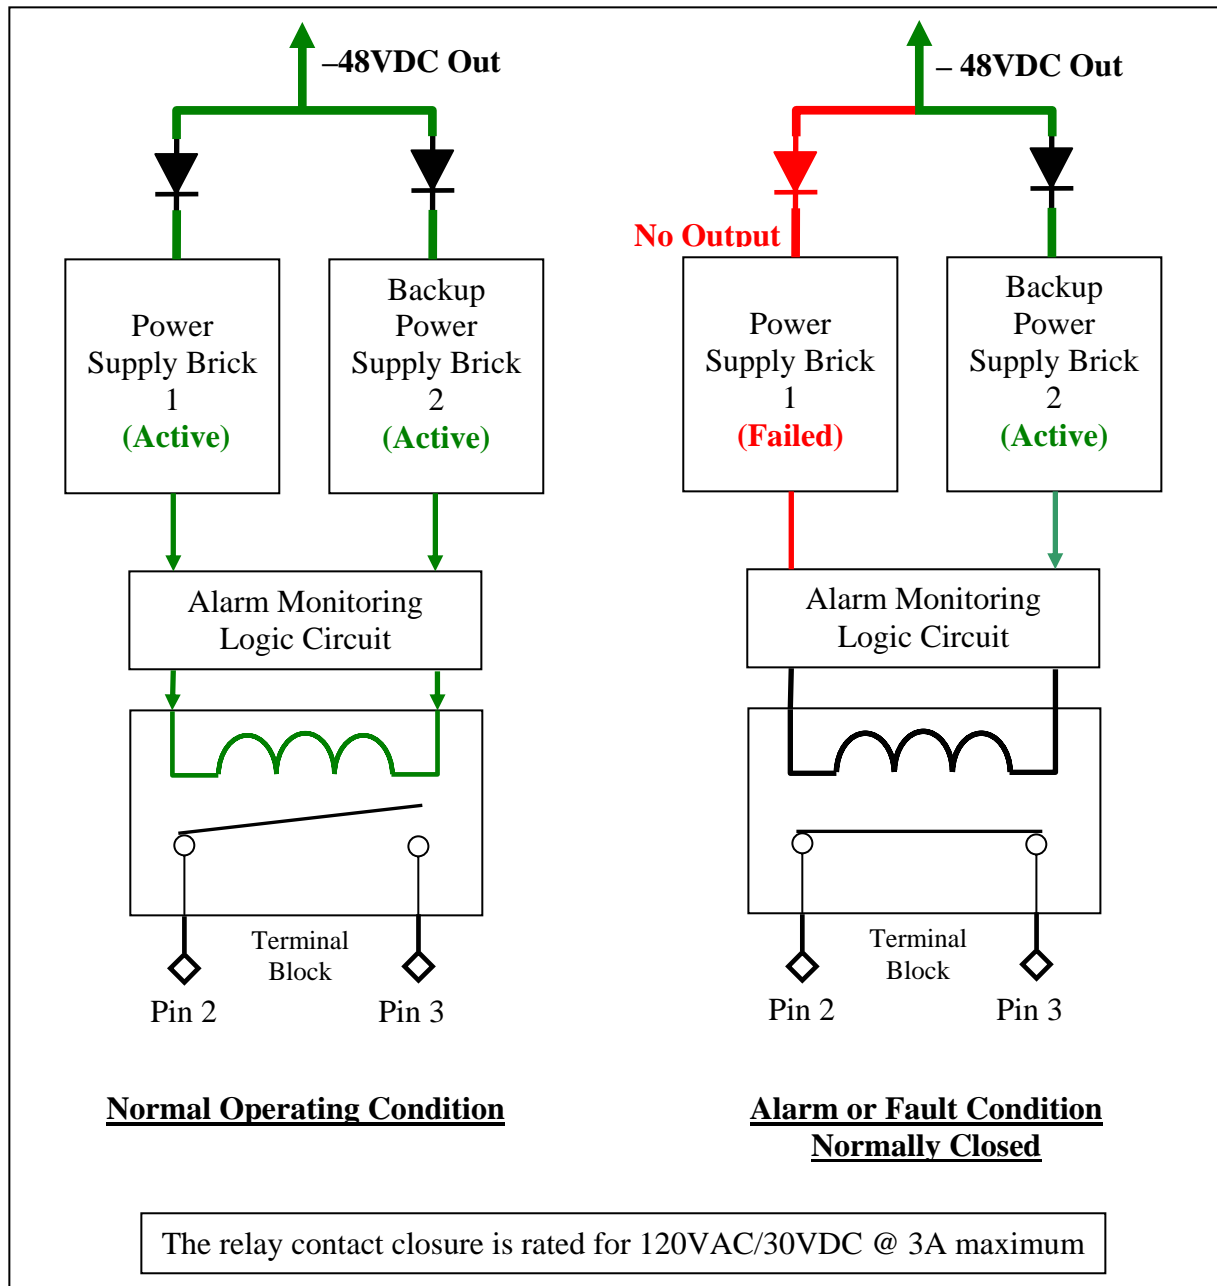 –48VDC Out
Power
Supply Brick
1
(Active)
Backup
Power
Supply Brick
2
(Active)
Alarm Monitoring
Logic Circuit
Terminal
Block
Pin 2
Pin 3
Normal Operating Condition
– 48VDC Out
No Output
Power
Supply Brick
1
(Failed)
Backup
Power
Supply Brick
2
(Active)
Alarm Monitoring
Logic Circuit
Terminal
Block
Pin 2
Pin 3
Alarm or Fault Condition
Normally Closed
The relay contact closure is rated for 120VAC/30VDC @ 3A maximum